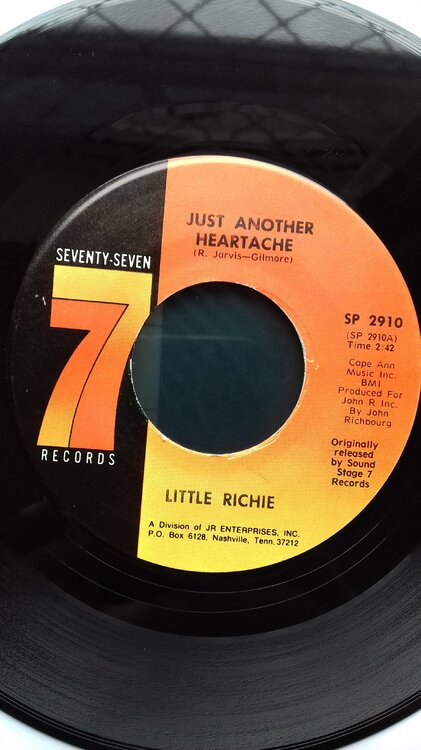 JUST ANOTHER
HEARTACHE
(R. Jarvis—Gilmore)
SEVENTY-SEVEN
7
RECORDS
SP 2910
(SP 2910A)
Time 2:42
Cape Ann
Music Inc.
BMI
Produced For
John R Inc.
By John
Richbourg
Originally
released
by Sound
Stage 7
Records
LITTLE RICHIE
A Division of JR ENTERPRISES, INC.
P.O. Box 6128, Nashville, Tenn. 37212